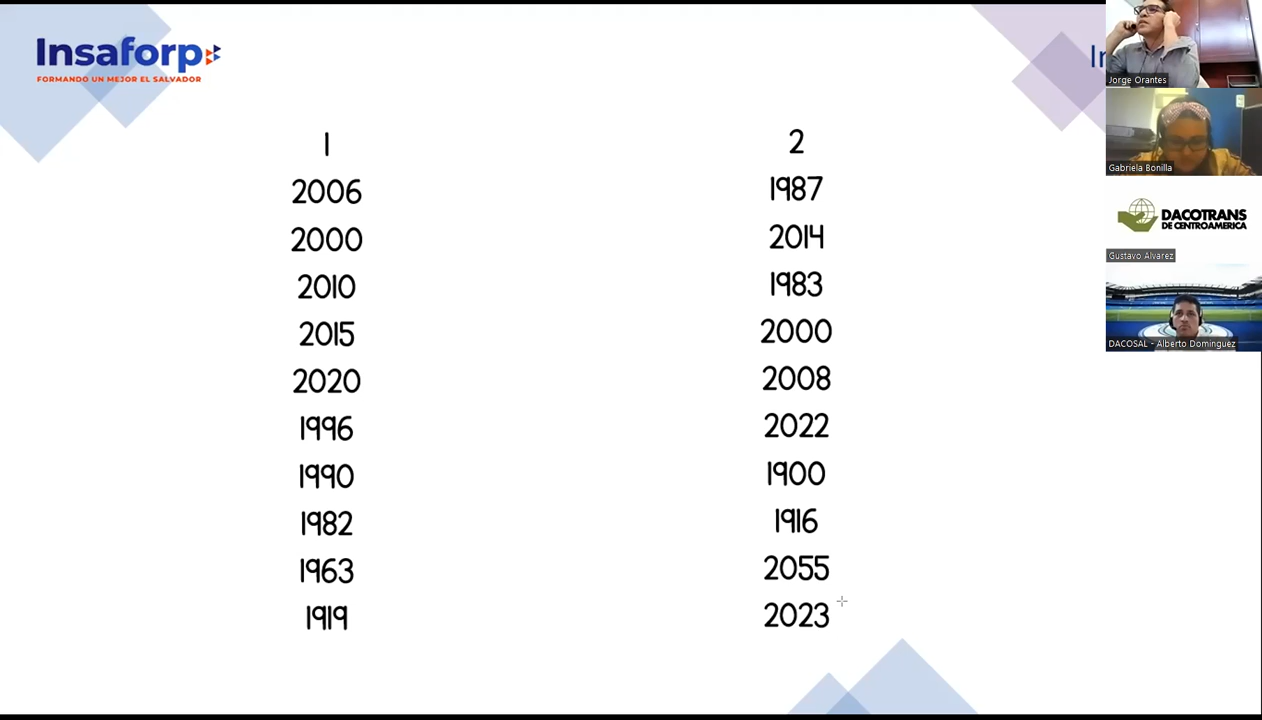 Insaforp
FORMANDO UN MEJOR EL SALVADOR
1
2006
2000
2010
2015
2020
1996
1990
1982
1963
1919
2
1987
2014
1983
2000
2008
2022
1900
1916
2055
2023
In
Jorge Orantes
Gabriela Bonilla
DACOTRANS
DE CENTROAMERICA
Gustavo Alvarez
DACOSAL - Alberto Dominguez